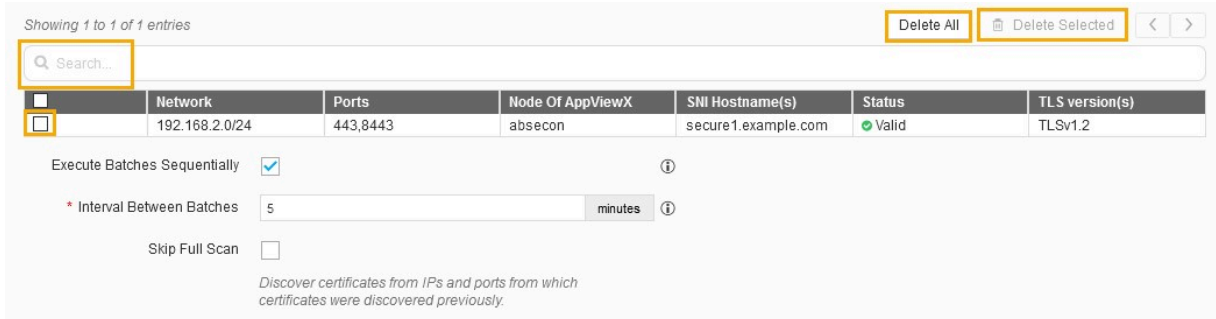 Showing 1 to 1 of 1 entries Delete All Delete Selected
Search...
Network Ports Node Of AppViewX SNI Hostname(s) Status TLS version(s)
192.168.2.0/24 443,8443 absecon secure1.example.com Valid TLSv1.2
Execute Batches Sequentially
* Interval Between Batches 5 minutes
Skip Full Scan
Discover certificates from IPs and ports from which
certificates were discovered previously.